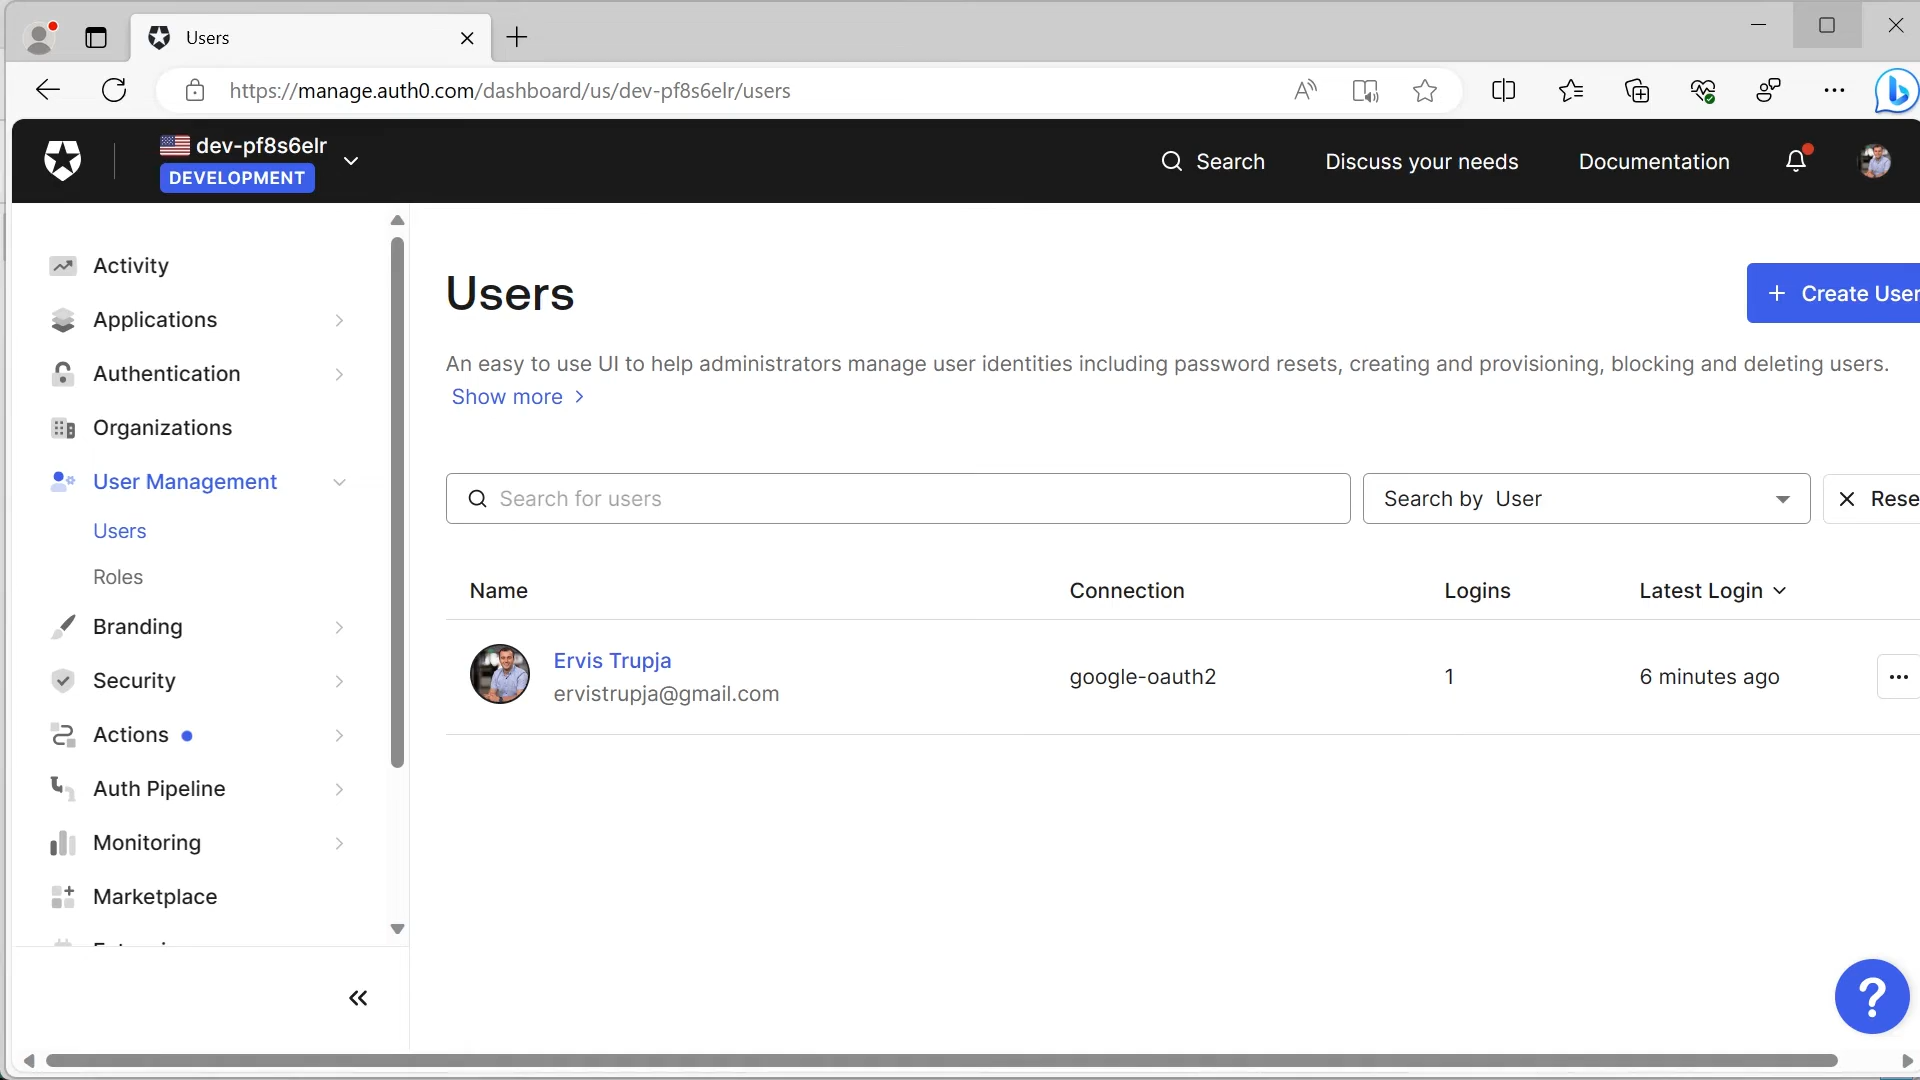 Users
https://manage.auth0.com/dashboard/us/dev-pf8s6elr/users
dev-pf8s6elr
DEVELOPMENT
Search
Discuss your needs
Documentation
Activity
Applications
Authentication
Organizations
User Management
Users
Roles
Branding
Security
Actions
Auth Pipeline
Monitoring
Marketplace
Users
+ Create User
An easy to use UI to help administrators manage user identities including password resets, creating and provisioning, blocking and deleting users.
Show more
Search for users
Search by User
Rese
Name
Connection
Logins
Latest Login
Ervis Trupja
ervistrupja@gmail.com
google-oauth2
1
6 minutes ago